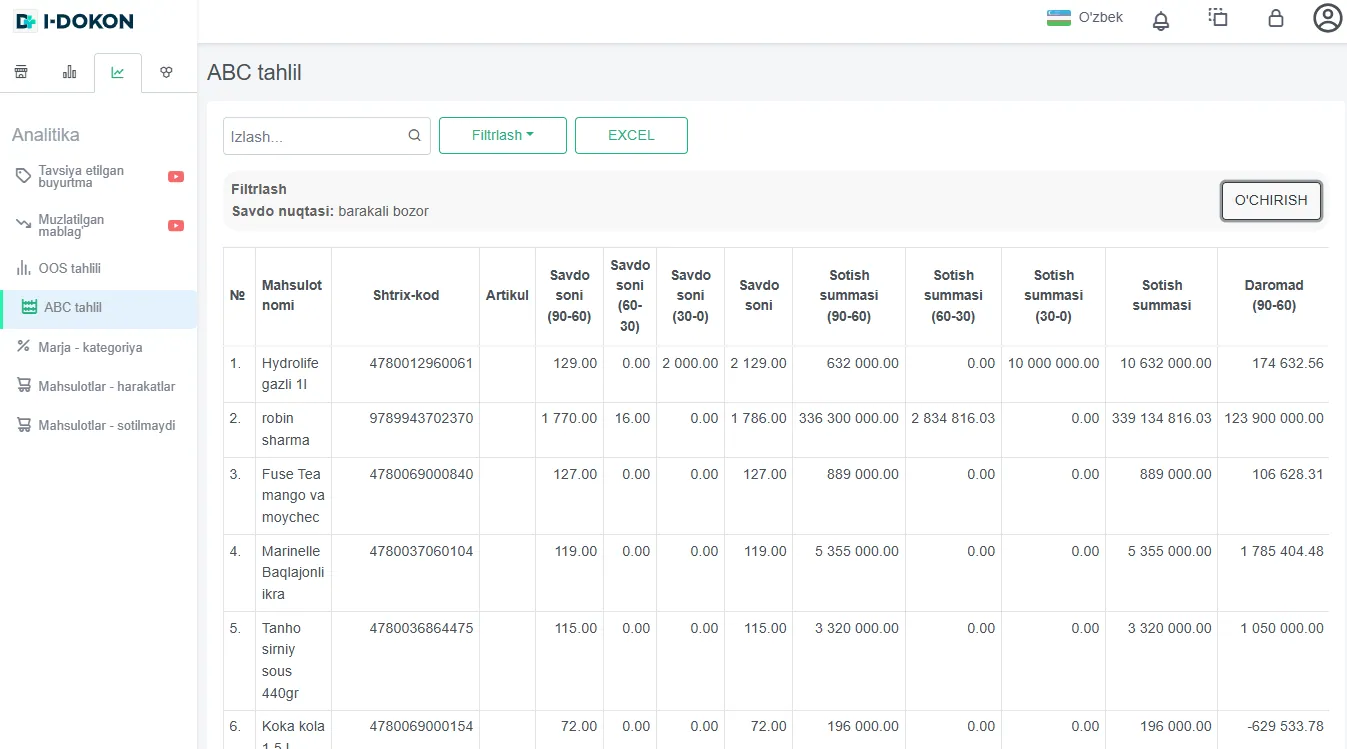 I-DOKON
O'zbek
ABC tahlil
Analitika
Tavsiya etilgan
buyurtma
Muzlatilgan
mablag'
OOS tahlili
ABC tahlil
Marja - kategoriya
Mahsulotlar - harakatlar
Mahsulotlar - sotilmaydi
Izlash...
Filtrlash
EXCEL
Filtrlash
Savdo nuqtasi: barakali bozor
O'CHIRISH
№ Mahsulot nomi Shtrix-kod Artikul Savdo soni (90-60) Savdo soni (60-30) Savdo soni (30-0) Savdo soni Sotish summasi (90-60) Sotish summasi (60-30) Sotish summasi (30-0) Sotish summasi Daromad (90-60)
1. Hydrolife gazli 1l 4780012960061 129.00 0.00 2 000.00 2 129.00 632 000.00 0.00 10 000 000.00 10 632 000.00 174 632.56
2. robin sharma 9789943702370 1 770.00 16.00 0.00 1 786.00 336 300 000.00 2 834 816.03 0.00 339 134 816.03 123 900 000.00
3. Fuse Tea mango va moychec 4780069000840 127.00 0.00 0.00 127.00 889 000.00 0.00 0.00 889 000.00 106 628.31
4. Marinelle Baqlajonli ikra 4780037060104 119.00 0.00 0.00 119.00 5 355 000.00 0.00 0.00 5 355 000.00 1 785 404.48
5. Tanho sirniy sous 440gr 4780036864475 115.00 0.00 0.00 115.00 3 320 000.00 0.00 0.00 3 320 000.00 1 050 000.00
6. Koka kola 4780069000154 72.00 0.00 0.00 72.00 196 000.00 0.00 0.00 196 000.00 -629 533.78